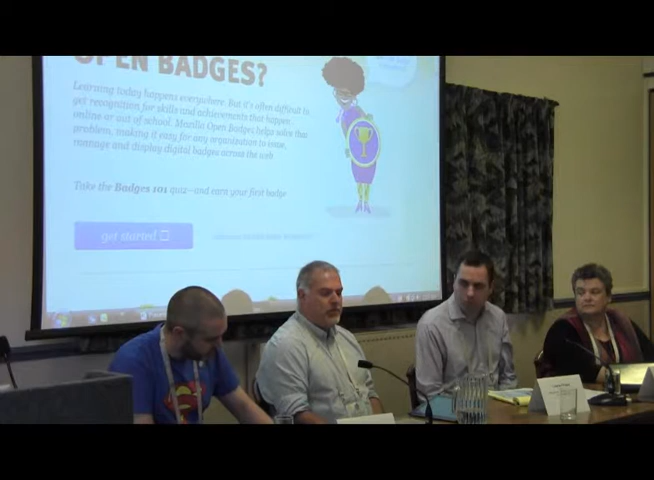 OPEN BADGES?
Learning today happens everywhere. But it's often difficult to
get recognition for skills and achievements that happen
online or out of school. Mozilla Open Badges helps solve that
problem, making it easy for any organization to issue,
manage and display digital badges across the web
Take the Badges 101 quiz—and earn your first badge
get started